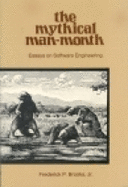 the
mythical
man-month
Essays on Software Engineering
Frederick P. Brooks, Jr.